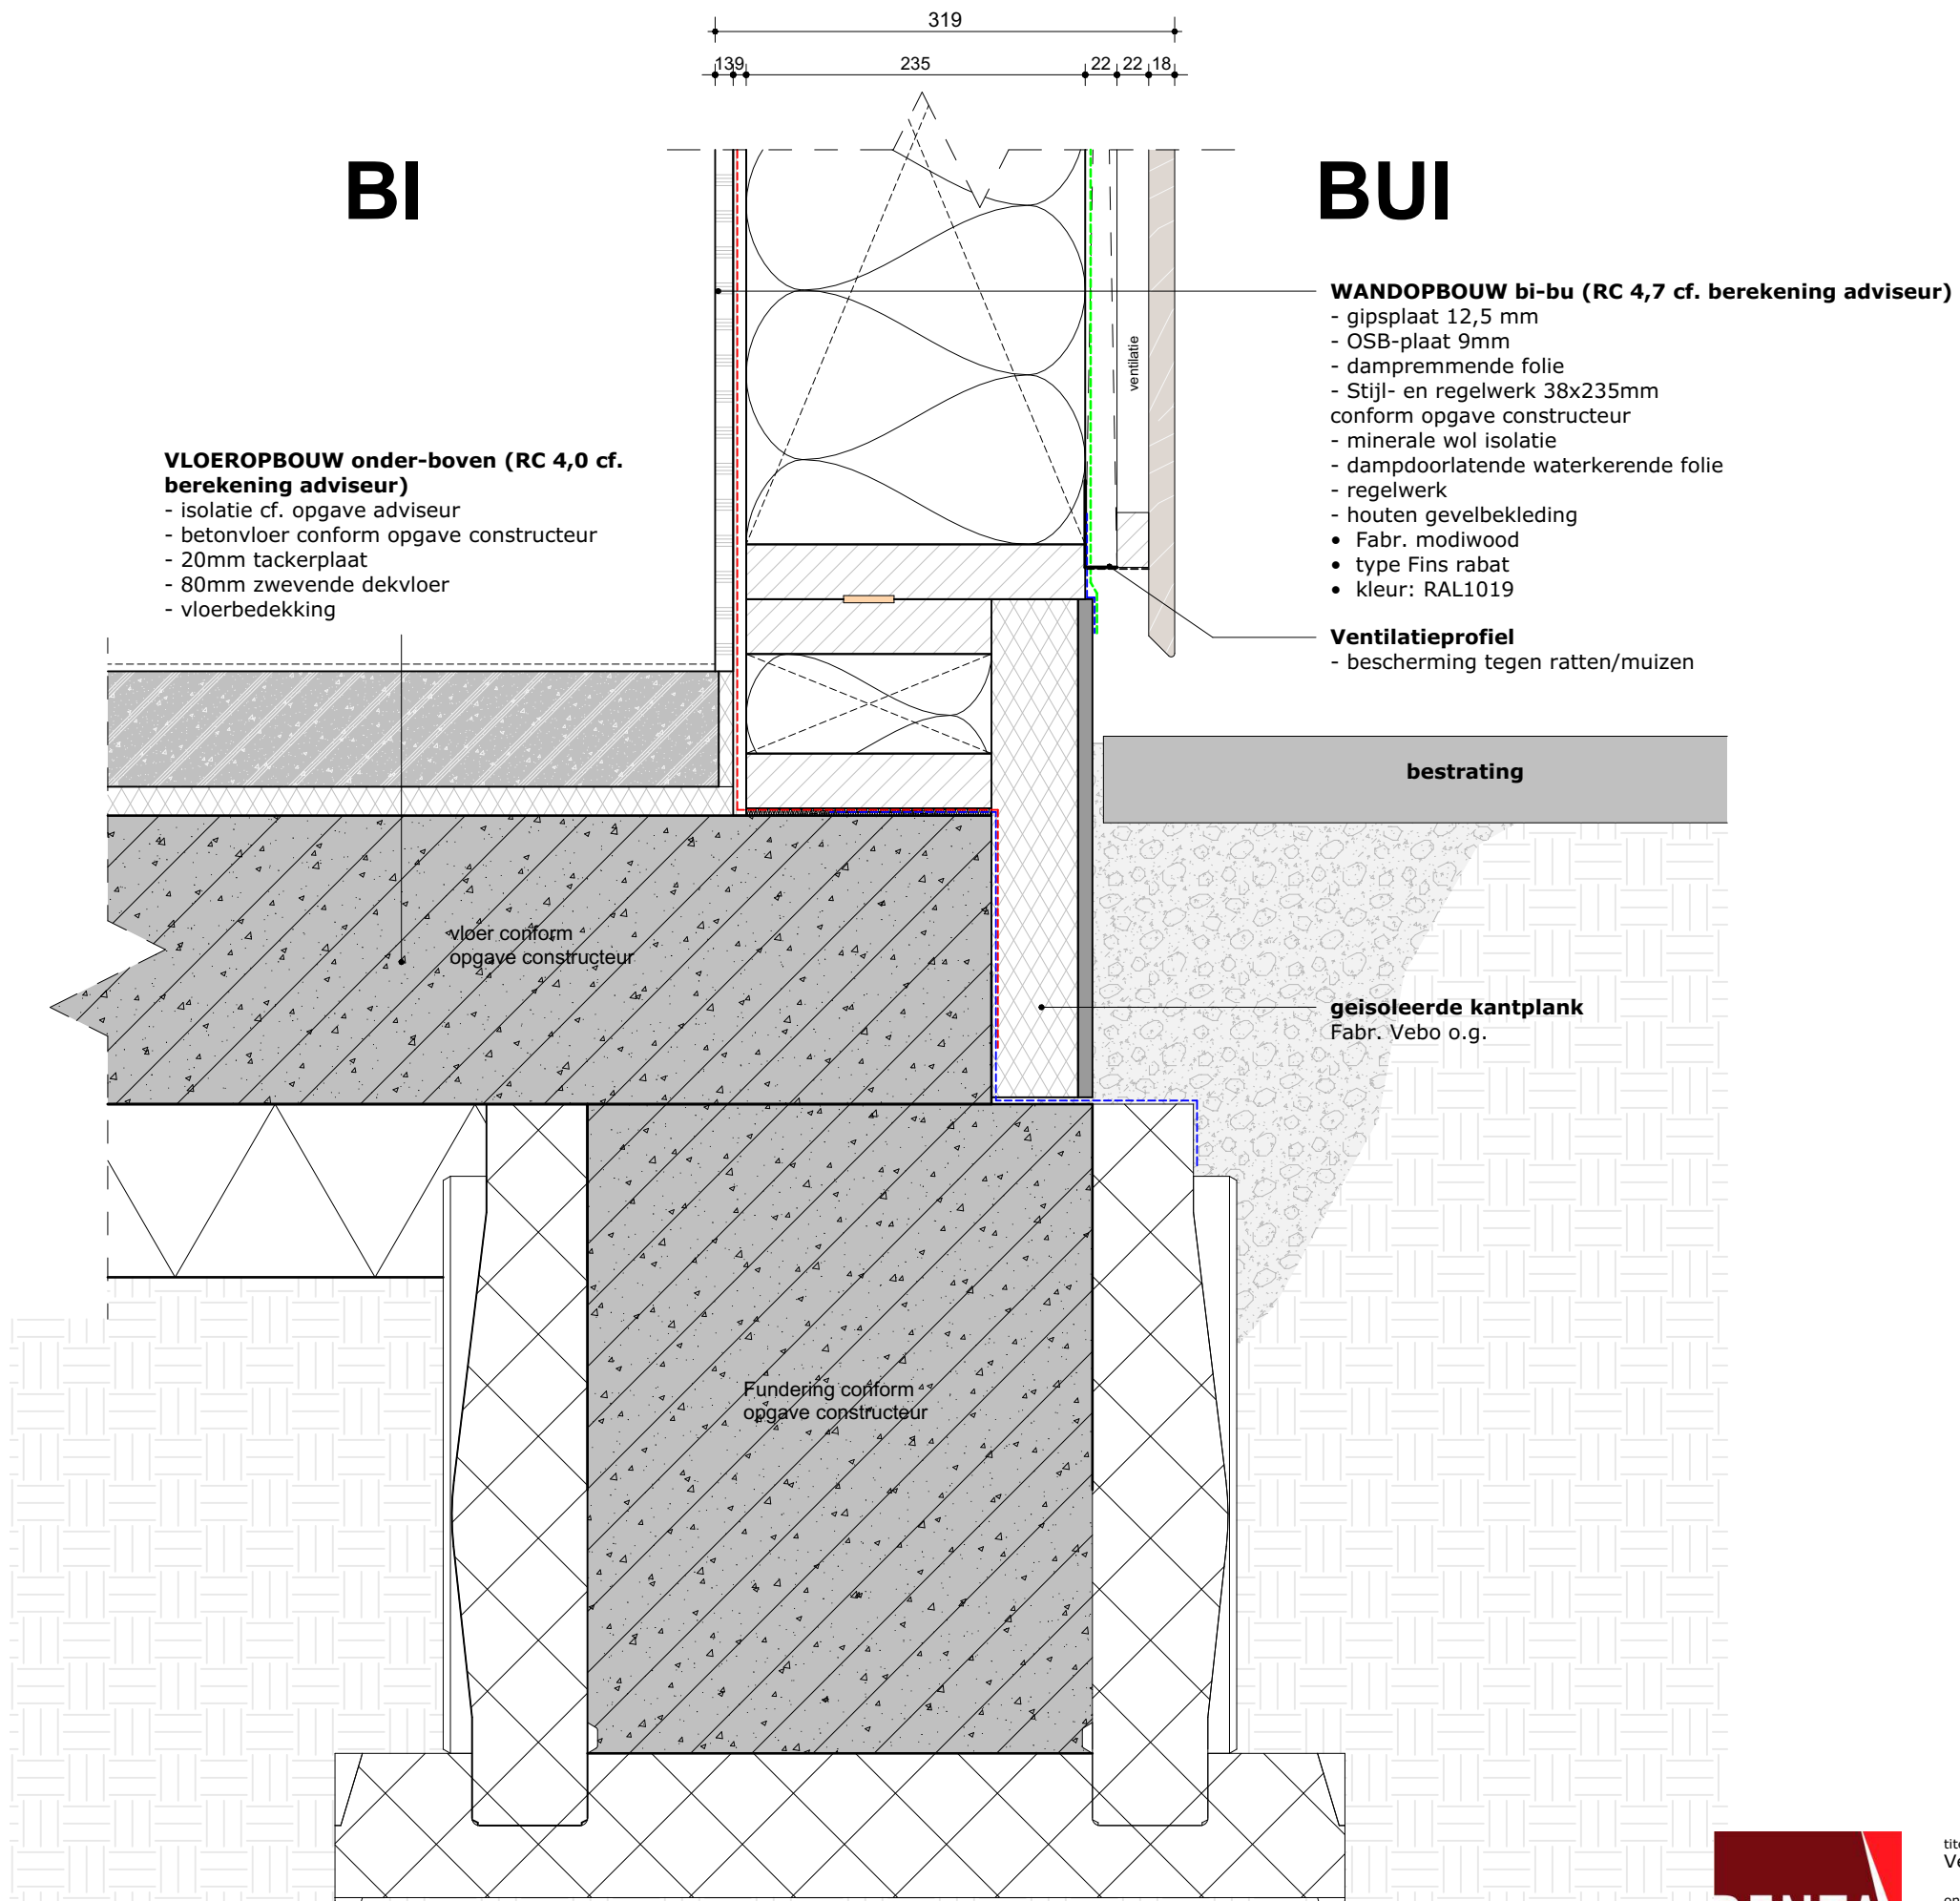 319
13 9 235 22 22 18
BI
BUI
WANDOPBOUW bi-bu (RC 4,7 cf. berekening adviseur)
- gipsplaat 12,5 mm
- OSB-plaat 9mm
- dampremmende folie
- Stijl- en regelwerk 38x235mm
conform opgave constructeur
- minerale wol isolatie
- dampdoorlatende waterkerende folie
- regelwerk
- houten gevelbekleding
• Fabr. modiwood
• type Fins rabat
• kleur: RAL1019
ventilatie
VLOEROPBOUW onder-boven (RC 4,0 cf.
berekening adviseur)
- isolatie cf. opgave adviseur
- betonvloer conform opgave constructeur
- 20mm tackerplaat
- 80mm zwevende dekvloer
- vloerbedekking
Ventilatieprofiel
- bescherming tegen ratten/muizen
bestrating
vloer conform
opgave constructeur
geisoleerde kantplank
Fabr. Vebo o.g.
Fundering conform
opgave constructeur